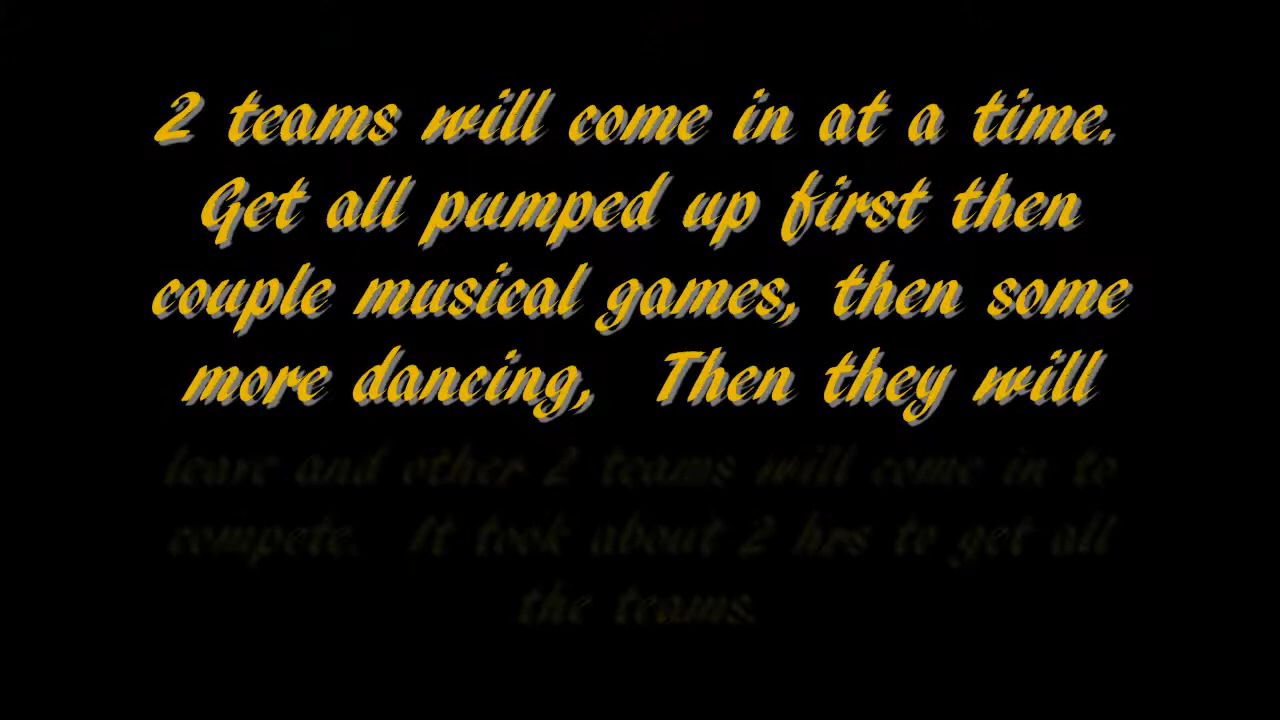 2 teams will come in at a time.
Get all pumped up first then
couple musical games, then some
more dancing,  Then they will
leave and other 2 teams will come in to
compete.  It took about 2 hrs to get all
the teams.